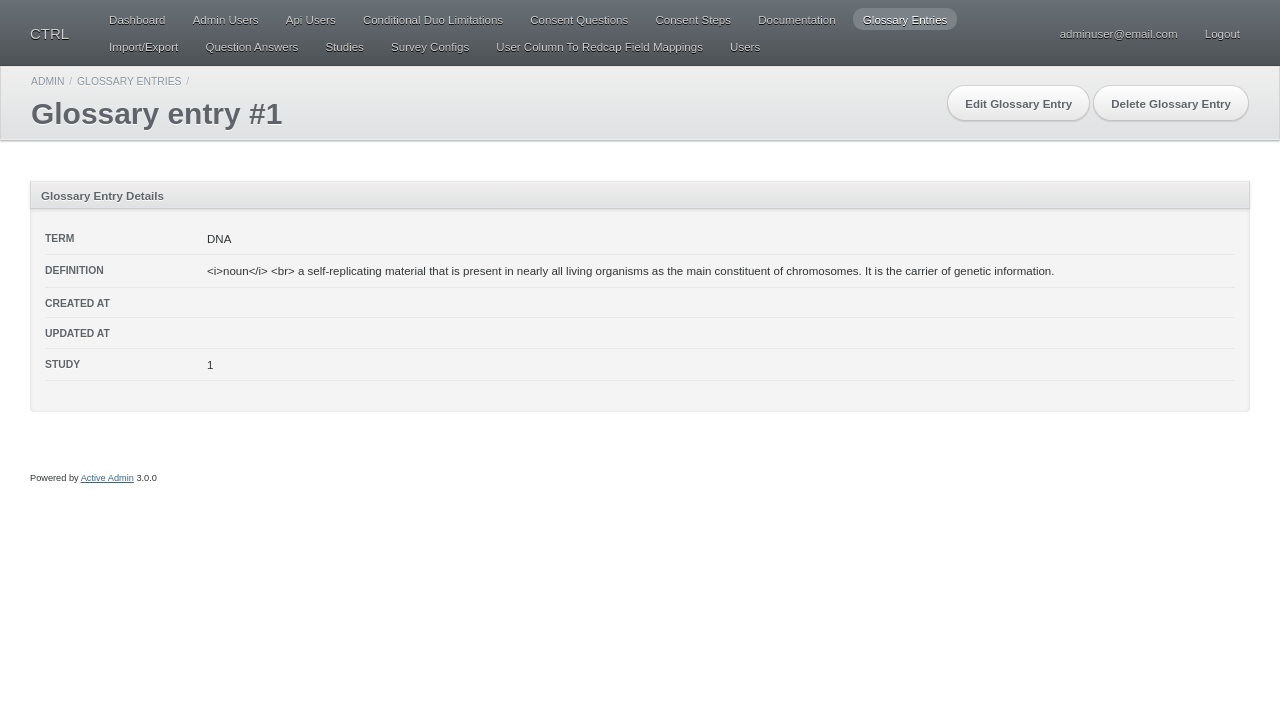 CTRL
Dashboard Admin Users Api Users Conditional Duo Limitations Consent Questions Consent Steps Documentation Glossary Entries
Import/Export Question Answers Studies Survey Configs User Column To Redcap Field Mappings Users
adminuser@email.com Logout
ADMIN / GLOSSARY ENTRIES /
Glossary entry #1
Edit Glossary Entry Delete Glossary Entry
Glossary Entry Details
TERM DNA
DEFINITION <i>noun</i> <br> a self-replicating material that is present in nearly all living organisms as the main constituent of chromosomes. It is the carrier of genetic information.
CREATED AT
UPDATED AT
STUDY 1
Powered by Active Admin 3.0.0